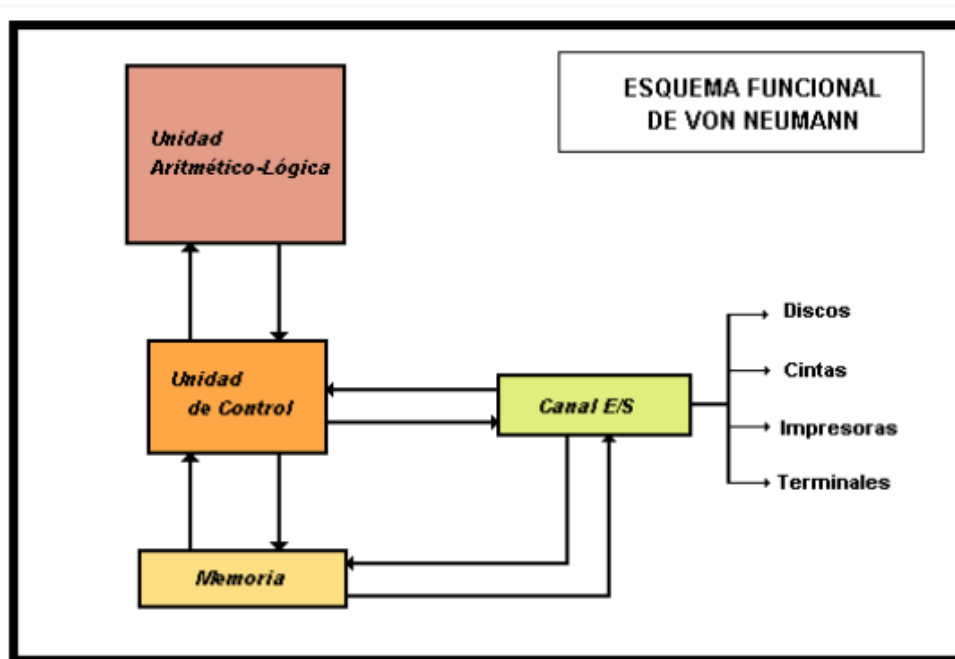 ESQUEMA FUNCIONAL
DE VON NEUMANN
Unidad
Aritmético-Lógica
Unidad
de Control
Canal E/S
Memoria
Discos
Cintas
Impresoras
Terminales